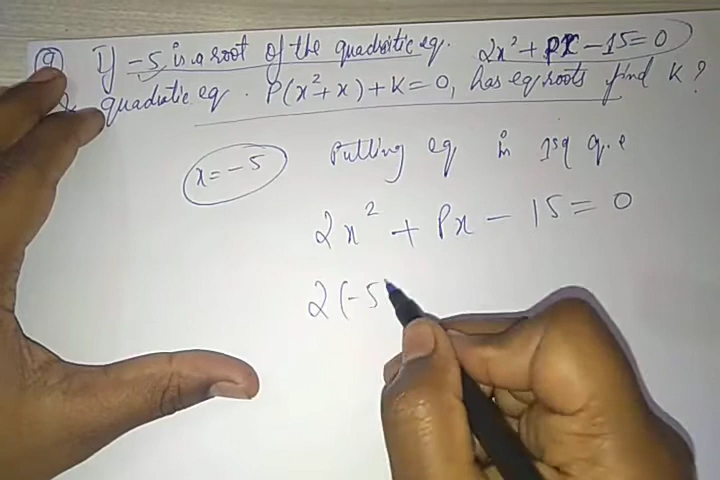 Q If -5 is a root of the quadratic eq. 2x² + Px - 15 = 0
& quadratic eq. P(x² + x) + K = 0, has eq roots find K?
x = -5
Putting eq in 1st q. e
2x² + Px - 15 = 0
2(-5